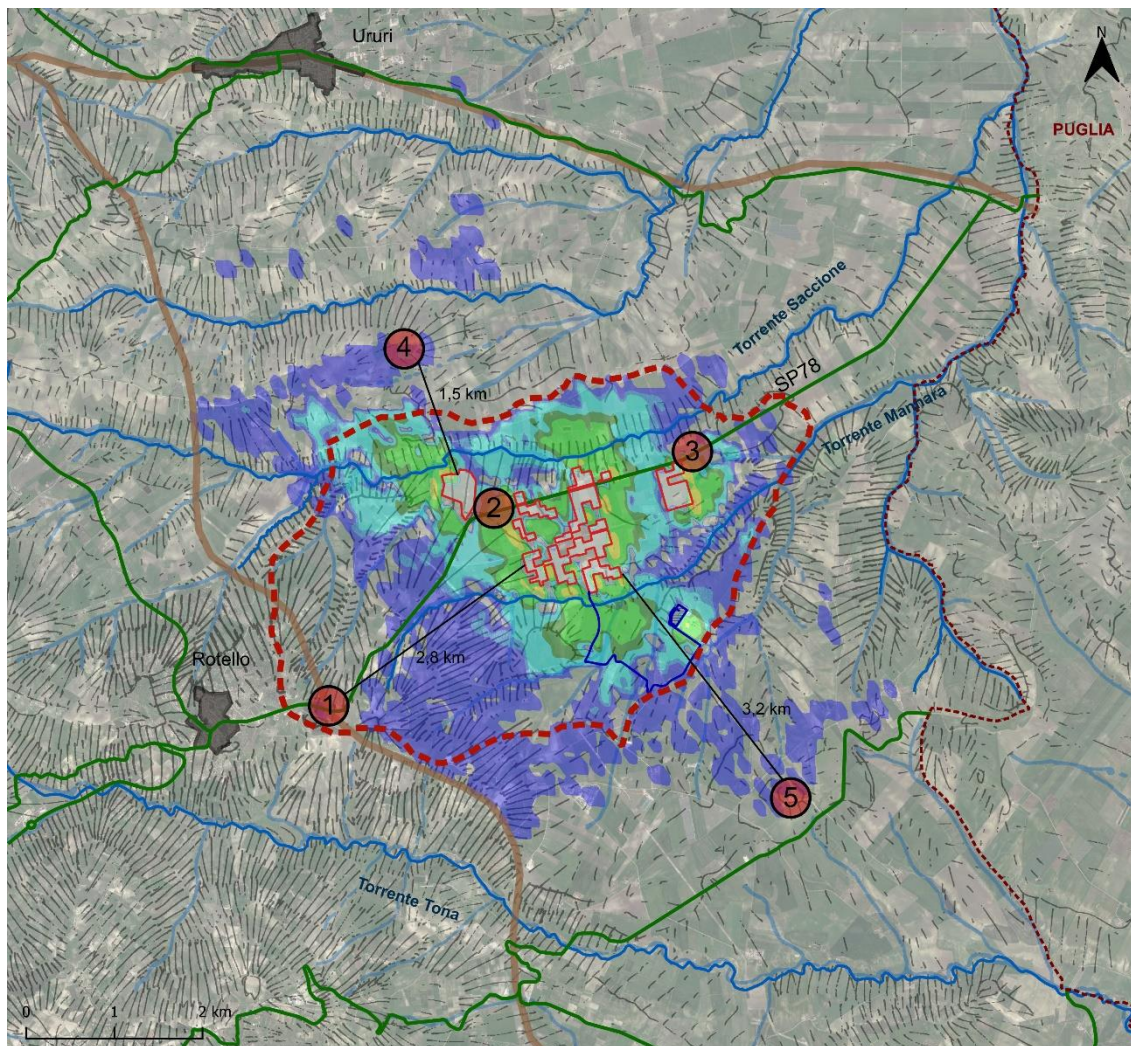 Ururi
N
PUGLIA
Torrente Saccione
4
1,5 km
SP78
Torrente Mannara
3
2
2,8 km
Rotello
1
3,2 km
5
Torrente Tona
0 1 2 km